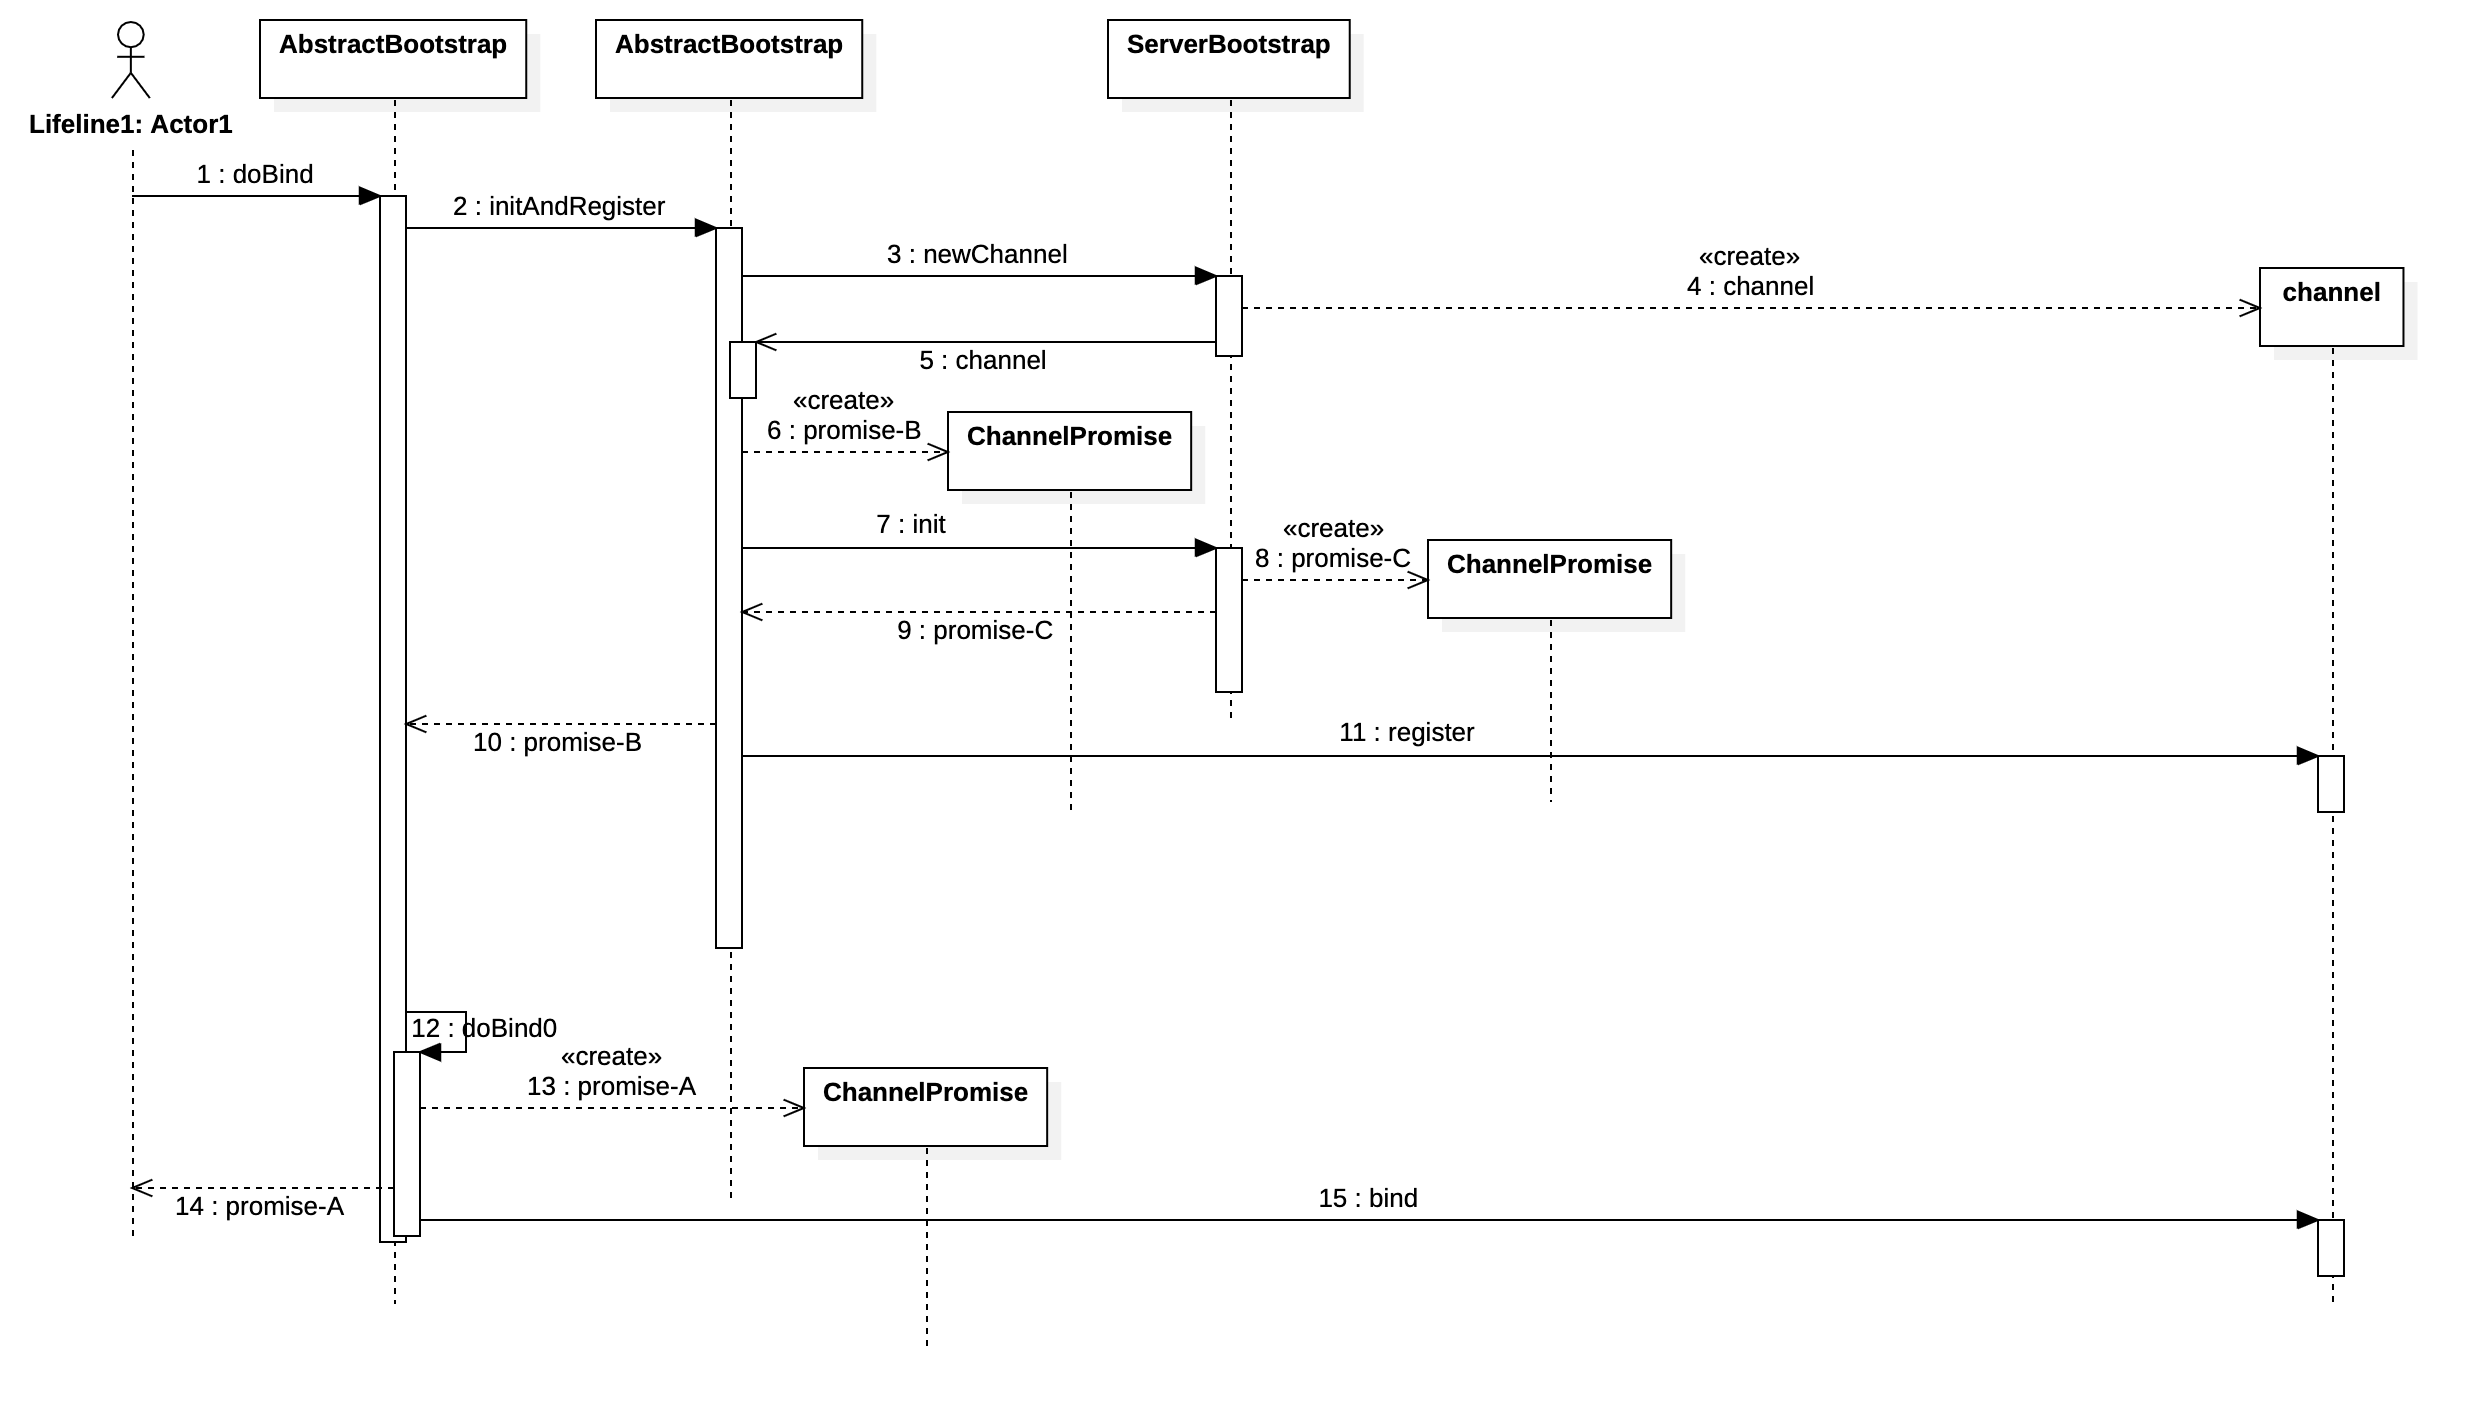 AbstractBootstrap
AbstractBootstrap
ServerBootstrap
Lifeline1: Actor1
1 : doBind
2 : initAndRegister
3 : newChannel
«create»
4 : channel
channel
5 : channel
«create»
6 : promise-B
ChannelPromise
7 : init
«create»
8 : promise-C
ChannelPromise
9 : promise-C
10 : promise-B
11 : register
12 : doBind0
«create»
13 : promise-A
ChannelPromise
14 : promise-A
15 : bind